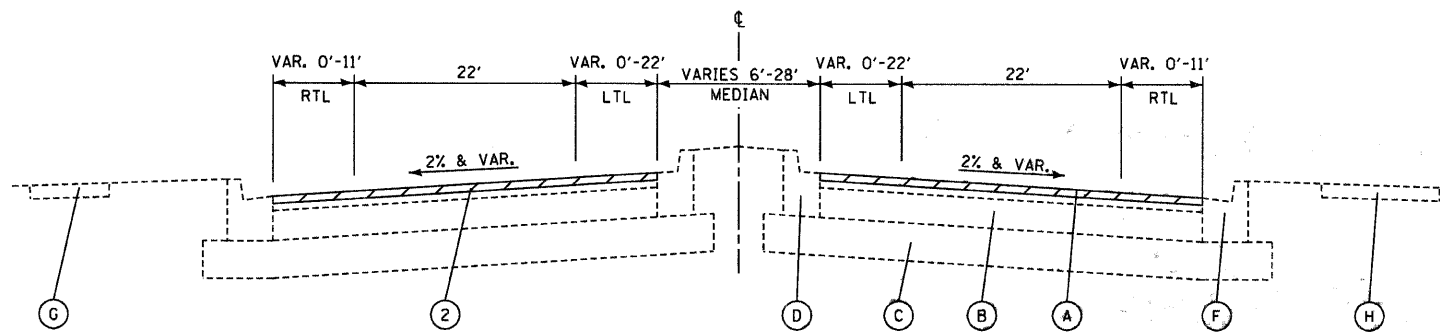 ℄
VAR. 0'-11' 22' VAR. 0'-22' VARIES 6'-28' VAR. 0'-22' 22' VAR. 0'-11'
RTL LTL MEDIAN LTL RTL
2% & VAR. 2% & VAR.
G 2 D C B A F H